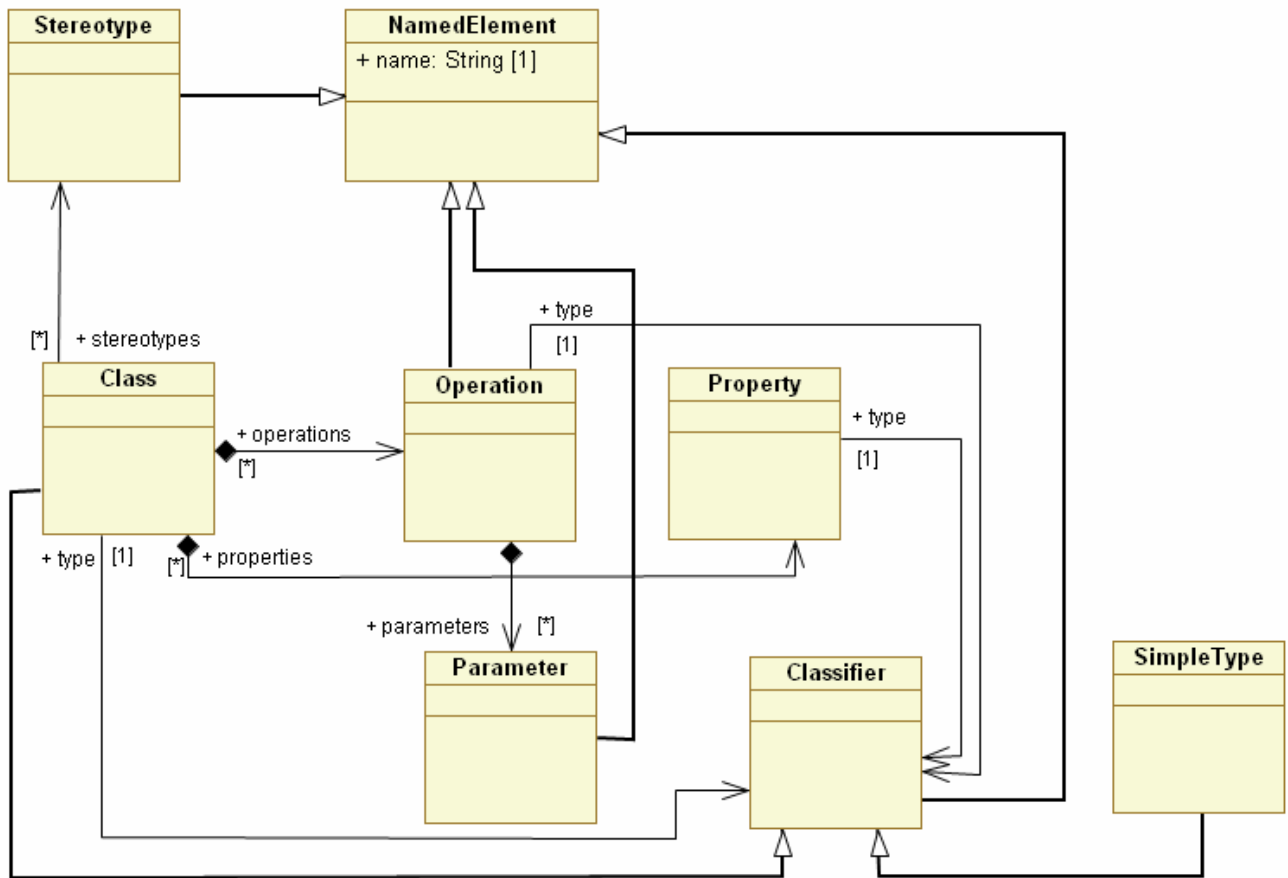 Stereotype
NamedElement
+ name: String [1]
+ type
[1]
[*]
+ stereotypes
Class
Operation
Property
+ type
[1]
+ operations
[*]
+ type
[1]
[*]
+ properties
+ parameters
[*]
Parameter
Classifier
SimpleType